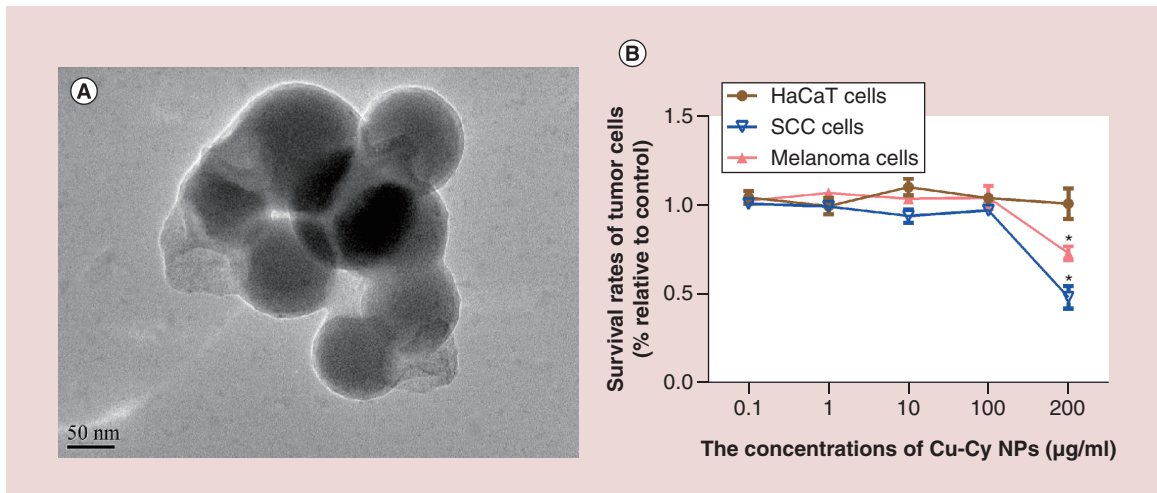 A
50 nm
B
HaCaT cells
SCC cells
Melanoma cells
Survival rates of tumor cells
(% relative to control)
1.5
1.0
0.5
0.0
*
*
0.1 1 10 100 200
The concentrations of Cu-Cy NPs (µg/ml)